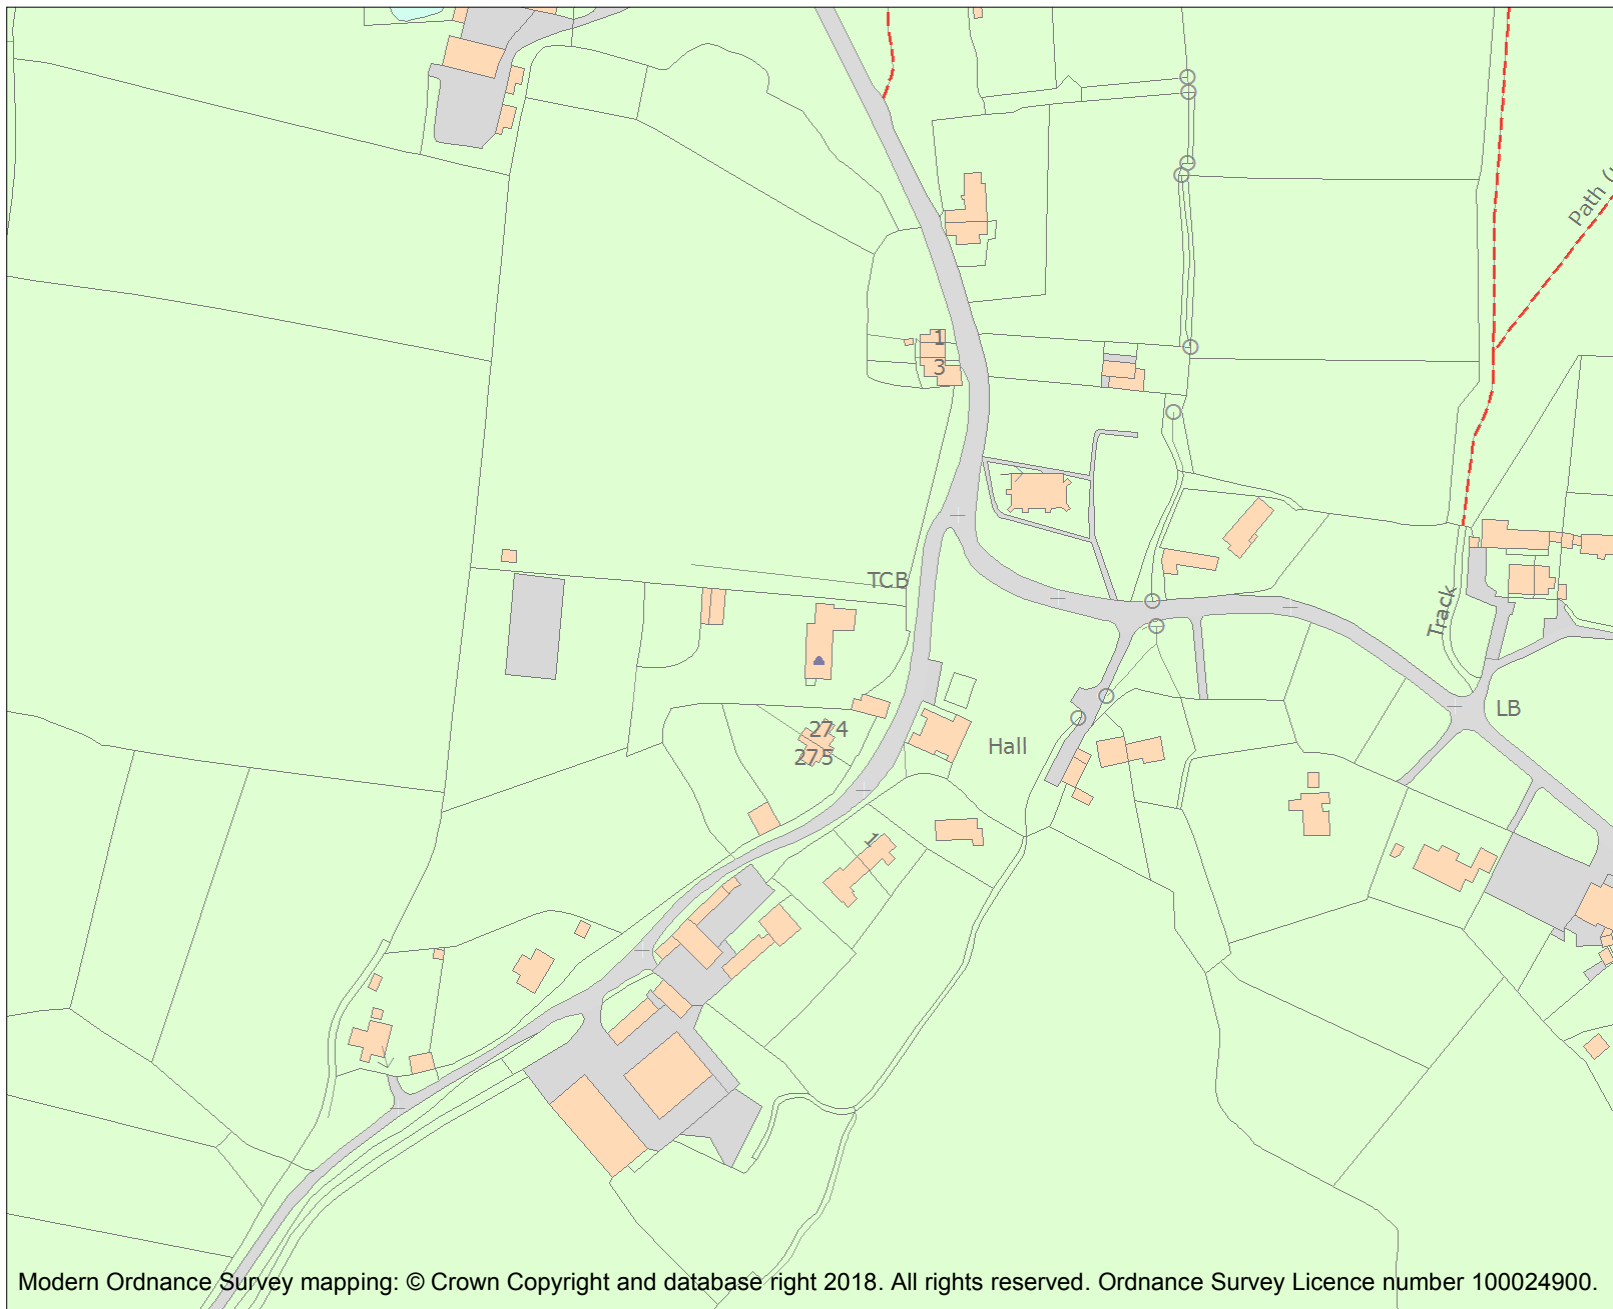 Path (
1
3
TCB
Track
LB
274
Hall
275
1
Modern Ordnance Survey mapping: © Crown Copyright and database right 2018. All rights reserved. Ordnance Survey Licence number 100024900.